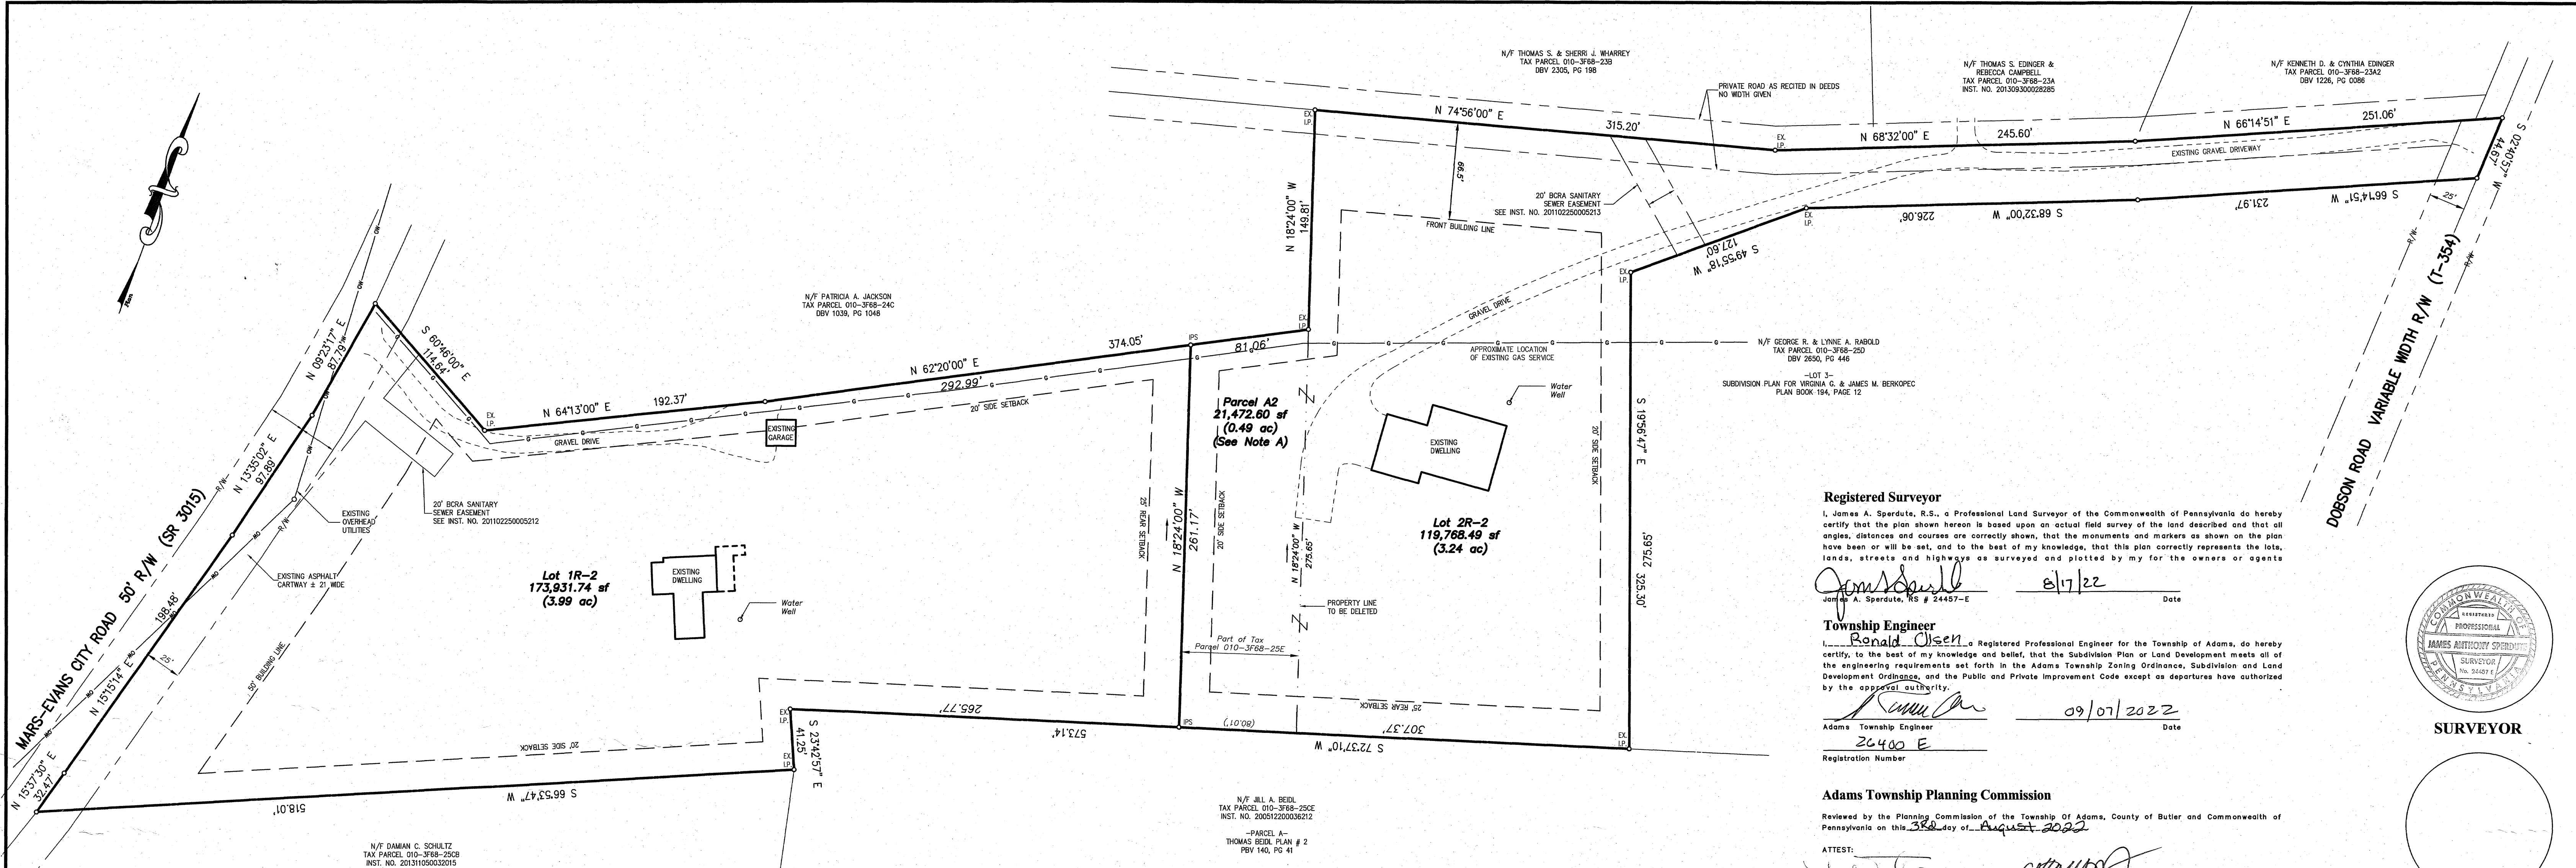 N/F THOMAS S. & SHERRI J. WHARREY
TAX PARCEL 010-3F68-23B
DBV 2305, PG 198
PRIVATE ROAD AS RECITED IN DEEDS
NO WIDTH GIVEN
N/F THOMAS S. EDINGER &
REBECCA CAMPBELL
TAX PARCEL 010-3F68-23A
INST. NO. 201309300028285
N/F KENNETH D. & CYNTHIA EDINGER
TAX PARCEL 010-3F68-23A2
DBV 1226, PG 0086
EX.
I.P.
N 74°56'00" E
315.20'
EX.
I.P.
N 68°32'00" E
245.60'
N 66°14'51" E
251.06'
EXISTING GRAVEL DRIVEWAY
S 02°40'57" W
44.67'
66.5'
20' BCRA SANITARY
SEWER EASEMENT
SEE INST. NO. 201102250005213
N 18°24'00" W
149.81'
FRONT BUILDING LINE
EX.
I.P.
S 49°55'18" W
127.60'
EX.
I.P.
226.06'
S 68°32'00" W
231.97'
S 66°14'51" W
25'
R/W
R/W
DOBSON ROAD VARIABLE WIDTH R/W (T-354)
N/F PATRICIA A. JACKSON
TAX PARCEL 010-3F68-24C
DBV 1039, PG 1048
OW
N 09°23'17" E
87.79'
S 60°46'00" E
114.64'
EX.
I.P.
N 64°13'00" E
192.37'
GRAVEL DRIVE
EXISTING
GARAGE
N 62°20'00" E
374.05'
292.99'
20' SIDE SETBACK
IPS
81.06'
EX.
I.P.
GRAVEL DRIVE
G
APPROXIMATE LOCATION
OF EXISTING GAS SERVICE
N/F GEORGE R. & LYNNE A. RABOLD
TAX PARCEL 010-3F68-25D
DBV 2650, PG 446
-LOT 3-
SUBDIVISION PLAN FOR VIRGINIA G. & JAMES M. BERKOPEC
PLAN BOOK 194, PAGE 12
Water
Well
Parcel A2
21,472.60 sf
(0.49 ac)
(See Note A)
EXISTING
DWELLING
20' SIDE SETBACK
S 19°56'47" E
325.30'
275.65'
N 13°35'02" E
97.89'
R/W
R/W
EXISTING
OVERHEAD
UTILITIES
20' BCRA SANITARY
SEWER EASEMENT
SEE INST. NO. 201102250005212
25' REAR SETBACK
N 18°24'00" W
261.17'
20' SIDE SETBACK
N 18°24'00" W
275.65'
Lot 2R-2
119,768.49 sf
(3.24 ac)
MARS-EVANS CITY ROAD 50' R/W (SR 3015)
EXISTING ASPHALT
CARTWAY ± 21 WIDE
Lot 1R-2
173,931.74 sf
(3.99 ac)
EXISTING
DWELLING
Water
Well
PROPERTY LINE
TO BE DELETED
Part of Tax
Parcel 010-3F68-25E
198.48'
N 15°15'14" E
25'
50' BUILDING LINE
25' REAR SETBACK
EX.
I.P.
265.77'
573.14'
IPS
(80.01')
307.37'
S 72°37'10" W
EX.
I.P.
20' SIDE SETBACK
S 23°42'57" E
41.25'
EX.
I.P.
N 15°37'30" E
32.47'
518.01'
S 66°53'47" W
N/F DAMIAN C. SCHULTZ
TAX PARCEL 010-3F68-25CB
INST. NO. 201311050032015
N/F JILL A. BEIDL
TAX PARCEL 010-3F68-25CE
INST. NO. 200512200036212
-PARCEL A-
THOMAS BEIDL PLAN # 2
PBV 140, PG 41
Registered Surveyor
I, James A. Sperdute, R.S., a Professional Land Surveyor of the Commonwealth of Pennsylvania do hereby
certify that the plan shown hereon is based upon an actual field survey of the land described and that all
angles, distances and courses are correctly shown, that the monuments and markers as shown on the plan
have been or will be set, and to the best of my knowledge, that this plan correctly represents the lots,
lands, streets and highways as surveyed and plotted by my for the owners or agents
8/17/22
James A. Sperdute, RS # 24457-E Date
Township Engineer
I, Ronald Olsen a Registered Professional Engineer for the Township of Adams, do hereby
certify, to the best of my knowledge and belief, that the Subdivision Plan or Land Development meets all of
the engineering requirements set forth in the Adams Township Zoning Ordinance, Subdivision and Land
Development Ordinance, and the Public and Private Improvement Code except as departures have authorized
by the approval authority.
09/07/2022
Adams Township Engineer Date
26400 E
Registration Number
Adams Township Planning Commission
Reviewed by the Planning Commission of the Township Of Adams, County of Butler and Commonwealth of
Pennsylvania on this 3RD day of August 2022
ATTEST:
COMMONWEALTH OF
REGISTERED
PROFESSIONAL
JAMES ANTHONY SPERDUTE
SURVEYOR
No. 24457 E
PENNSYLVANIA
SURVEYOR